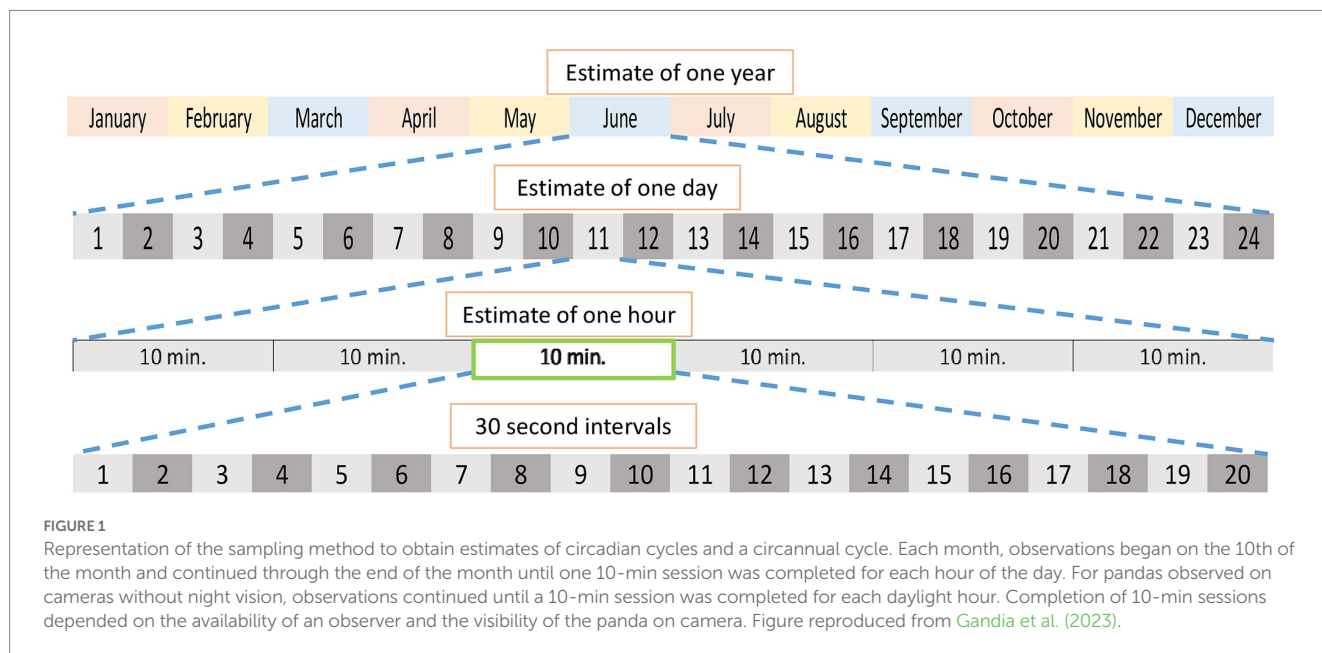 Estimate of one year
January February March April May June July August September October November December
Estimate of one day
1 2 3 4 5 6 7 8 9 10 11 12 13 14 15 16 17 18 19 20 21 22 23 24
Estimate of one hour
10 min. 10 min. 10 min. 10 min. 10 min. 10 min.
30 second intervals
1 2 3 4 5 6 7 8 9 10 11 12 13 14 15 16 17 18 19 20
FIGURE 1
Representation of the sampling method to obtain estimates of circadian cycles and a circannual cycle. Each month, observations began on the 10th of
the month and continued through the end of the month until one 10-min session was completed for each hour of the day. For pandas observed on
cameras without night vision, observations continued until a 10-min session was completed for each daylight hour. Completion of 10-min sessions
depended on the availability of an observer and the visibility of the panda on camera. Figure reproduced from Gandia et al. (2023).